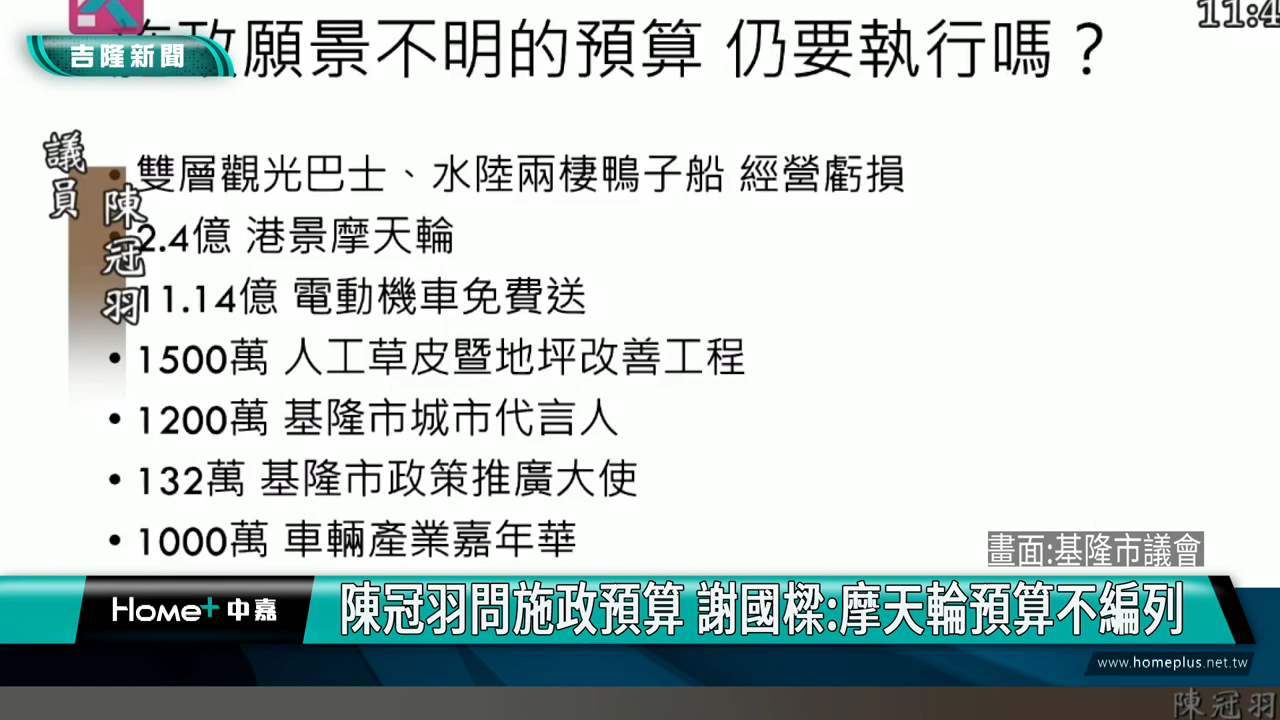 吉隆新聞
施政願景不明的預算 仍要執行嗎？
11:4
議員
陳冠羽
• 雙層觀光巴士、水陸兩棲鴨子船 經營虧損
• 2.4億 港景摩天輪
11.14億 電動機車免費送
• 1500萬 人工草皮暨地坪改善工程
• 1200萬 基隆市城市代言人
• 132萬 基隆市政策推廣大使
• 1000萬 車輛產業嘉年華
畫面:基隆市議會
Home+ 中嘉
陳冠羽問施政預算 謝國樑:摩天輪預算不編列
www.homeplus.net.tw
陳冠羽